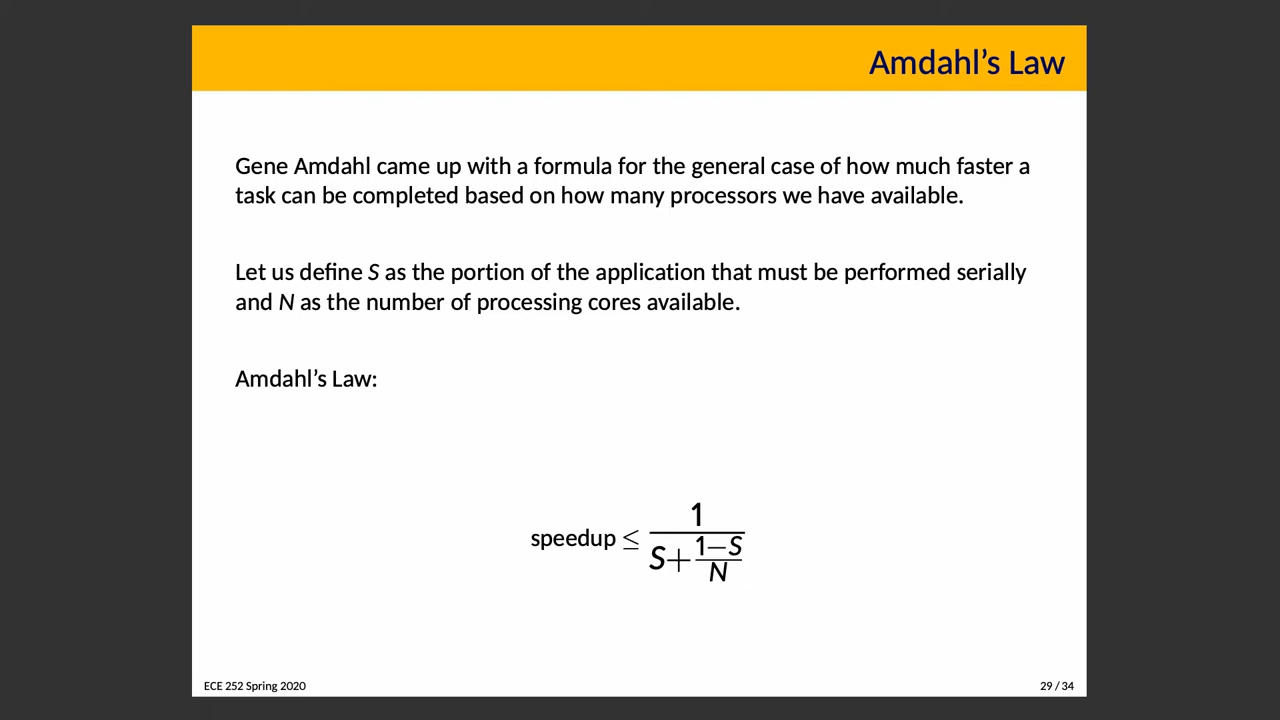 Amdahl’s Law
Gene Amdahl came up with a formula for the general case of how much faster a
task can be completed based on how many processors we have available.
Let us define S as the portion of the application that must be performed serially
and N as the number of processing cores available.
Amdahl’s Law:
speedup ≤ 1 / (S + (1−S) / N)
ECE 252 Spring 2020
29 / 34